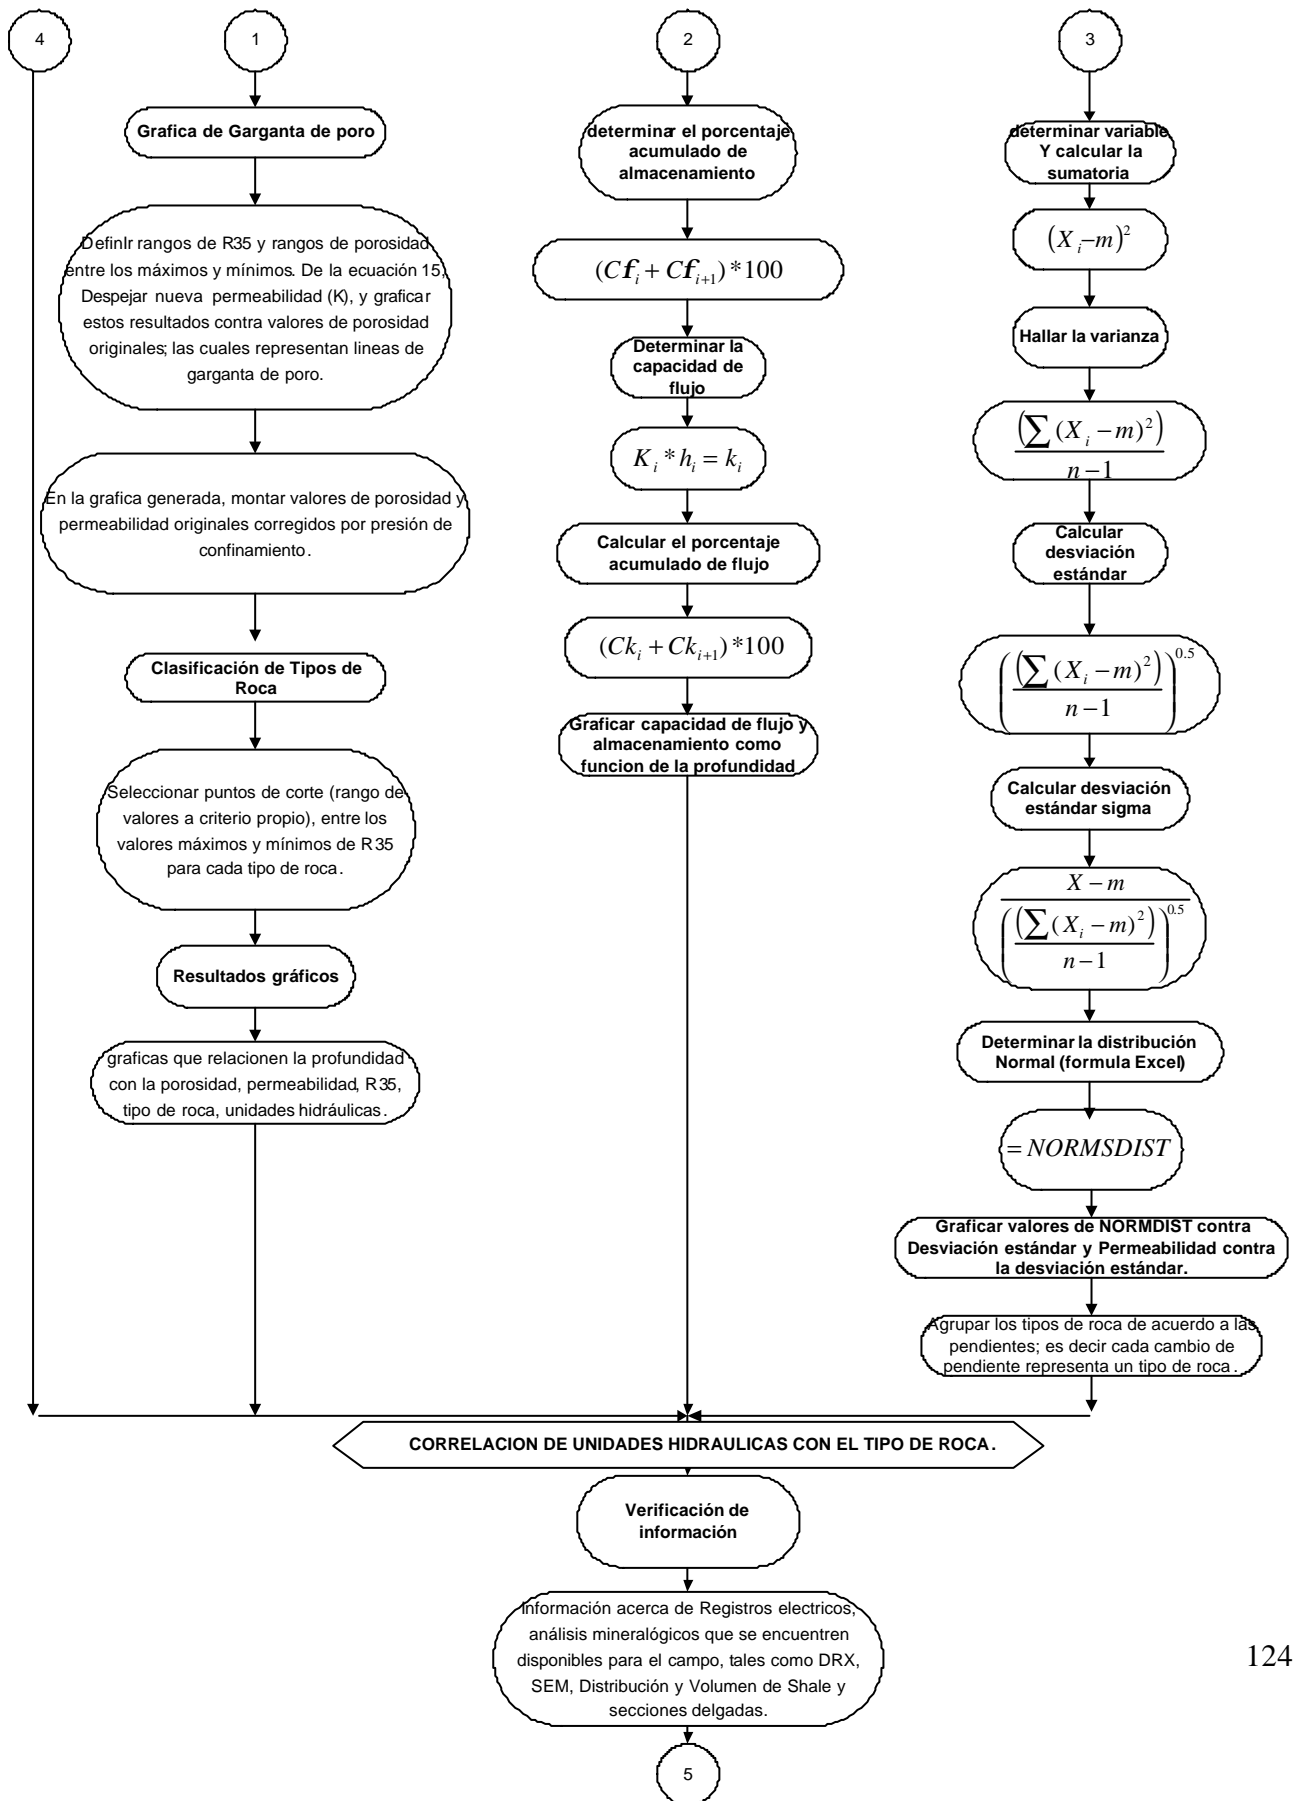 4
1
2
3
Grafica de Garganta de poro
DefinIr rangos de R35 y rangos de porosidad
entre los máximos y mínimos. De la ecuación 15,
Despejar nueva permeabilidad (K), y graficar
estos resultados contra valores de porosidad
originales; las cuales representan lineas de
garganta de poro.
En la grafica generada, montar valores de porosidad y
permeabilidad originales corregidos por presión de
confinamiento.
Clasificación de Tipos de
Roca
Seleccionar puntos de corte (rango de
valores a criterio propio), entre los
valores máximos y mínimos de R35
para cada tipo de roca.
Resultados gráficos
graficas que relacionen la profundidad
con la porosidad, permeabilidad, R35,
tipo de roca, unidades hidráulicas.
determinar el porcentaje
acumulado de
almacenamiento
(Cf_i + Cf_{i+1}) * 100
Determinar la
capacidad de
flujo
K_i * h_i = k_i
Calcular el porcentaje
acumulado de flujo
(Ck_i + Ck_{i+1}) * 100
Graficar capacidad de flujo y
almacenamiento como
funcion de la profundidad
determinar variable
Y calcular la
sumatoria
(X_i – m)^2
Hallar la varianza
(∑ (X_i – m)^2)
n – 1
Calcular
desviación
estándar
((∑ (X_i – m)^2) / (n – 1))^0.5
Calcular desviación
estándar sigma
X – m
((∑ (X_i – m)^2) / (n – 1))^0.5
Determinar la distribución
Normal (formula Excel)
= NORMSDIST
Graficar valores de NORMDIST contra
Desviación estándar y Permeabilidad contra
la desviación estándar.
Agrupar los tipos de roca de acuerdo a las
pendientes; es decir cada cambio de
pendiente representa un tipo de roca.
CORRELACION DE UNIDADES HIDRAULICAS CON EL TIPO DE ROCA.
Verificación de
información
Información acerca de Registros electricos,
análisis mineralógicos que se encuentren
disponibles para el campo, tales como DRX,
SEM, Distribución y Volumen de Shale y
secciones delgadas.
5
124